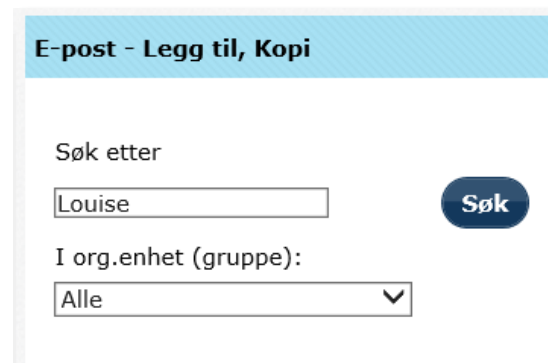 E-post - Legg til, Kopi
Søk etter
Louise
Søk
I org.enhet (gruppe):
Alle